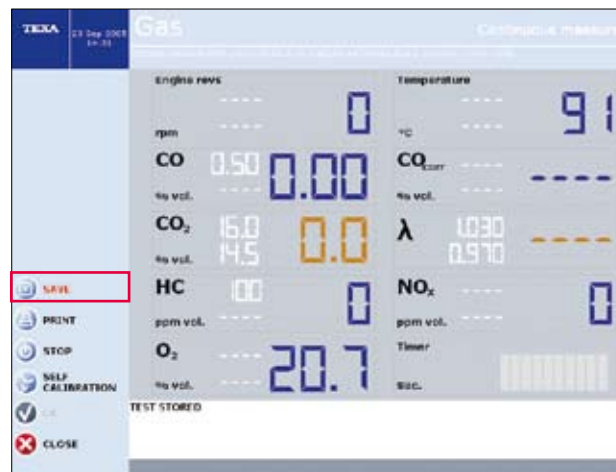 TEXA
23 Sep 2005
Gas
Continuous measure
Engine revs
---- 0
rpm ----
Temperature
---- 91
°C ----
CO 0.50 0.00
% vol. ----
COcorr ---- ----
% vol. ----
CO₂ 16.0 0.0
% vol. 14.5
λ 1.030 ----
0.970
HC 100 0
ppm vol.
NOx ---- 0
ppm vol. ----
O₂ ---- 20.7
% vol. ----
Timer
Sec.
SAVE
PRINT
STOP
SELF
CALIBRATION
OK
CLOSE
TEST STORED